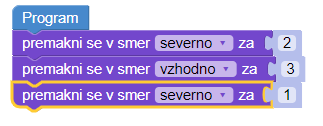 Program
premakni se v smer severno za 2
premakni se v smer vzhodno za 3
premakni se v smer severno za 1